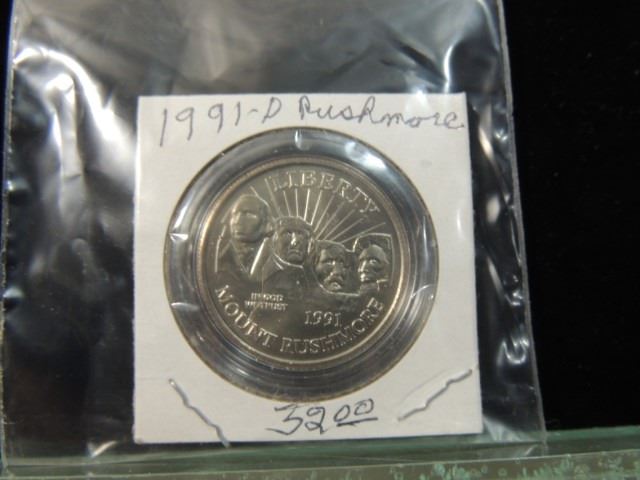 1991-D Rushmore
LIBERTY
IN GOD
WE TRUST
1991
MOUNT RUSHMORE
32.00